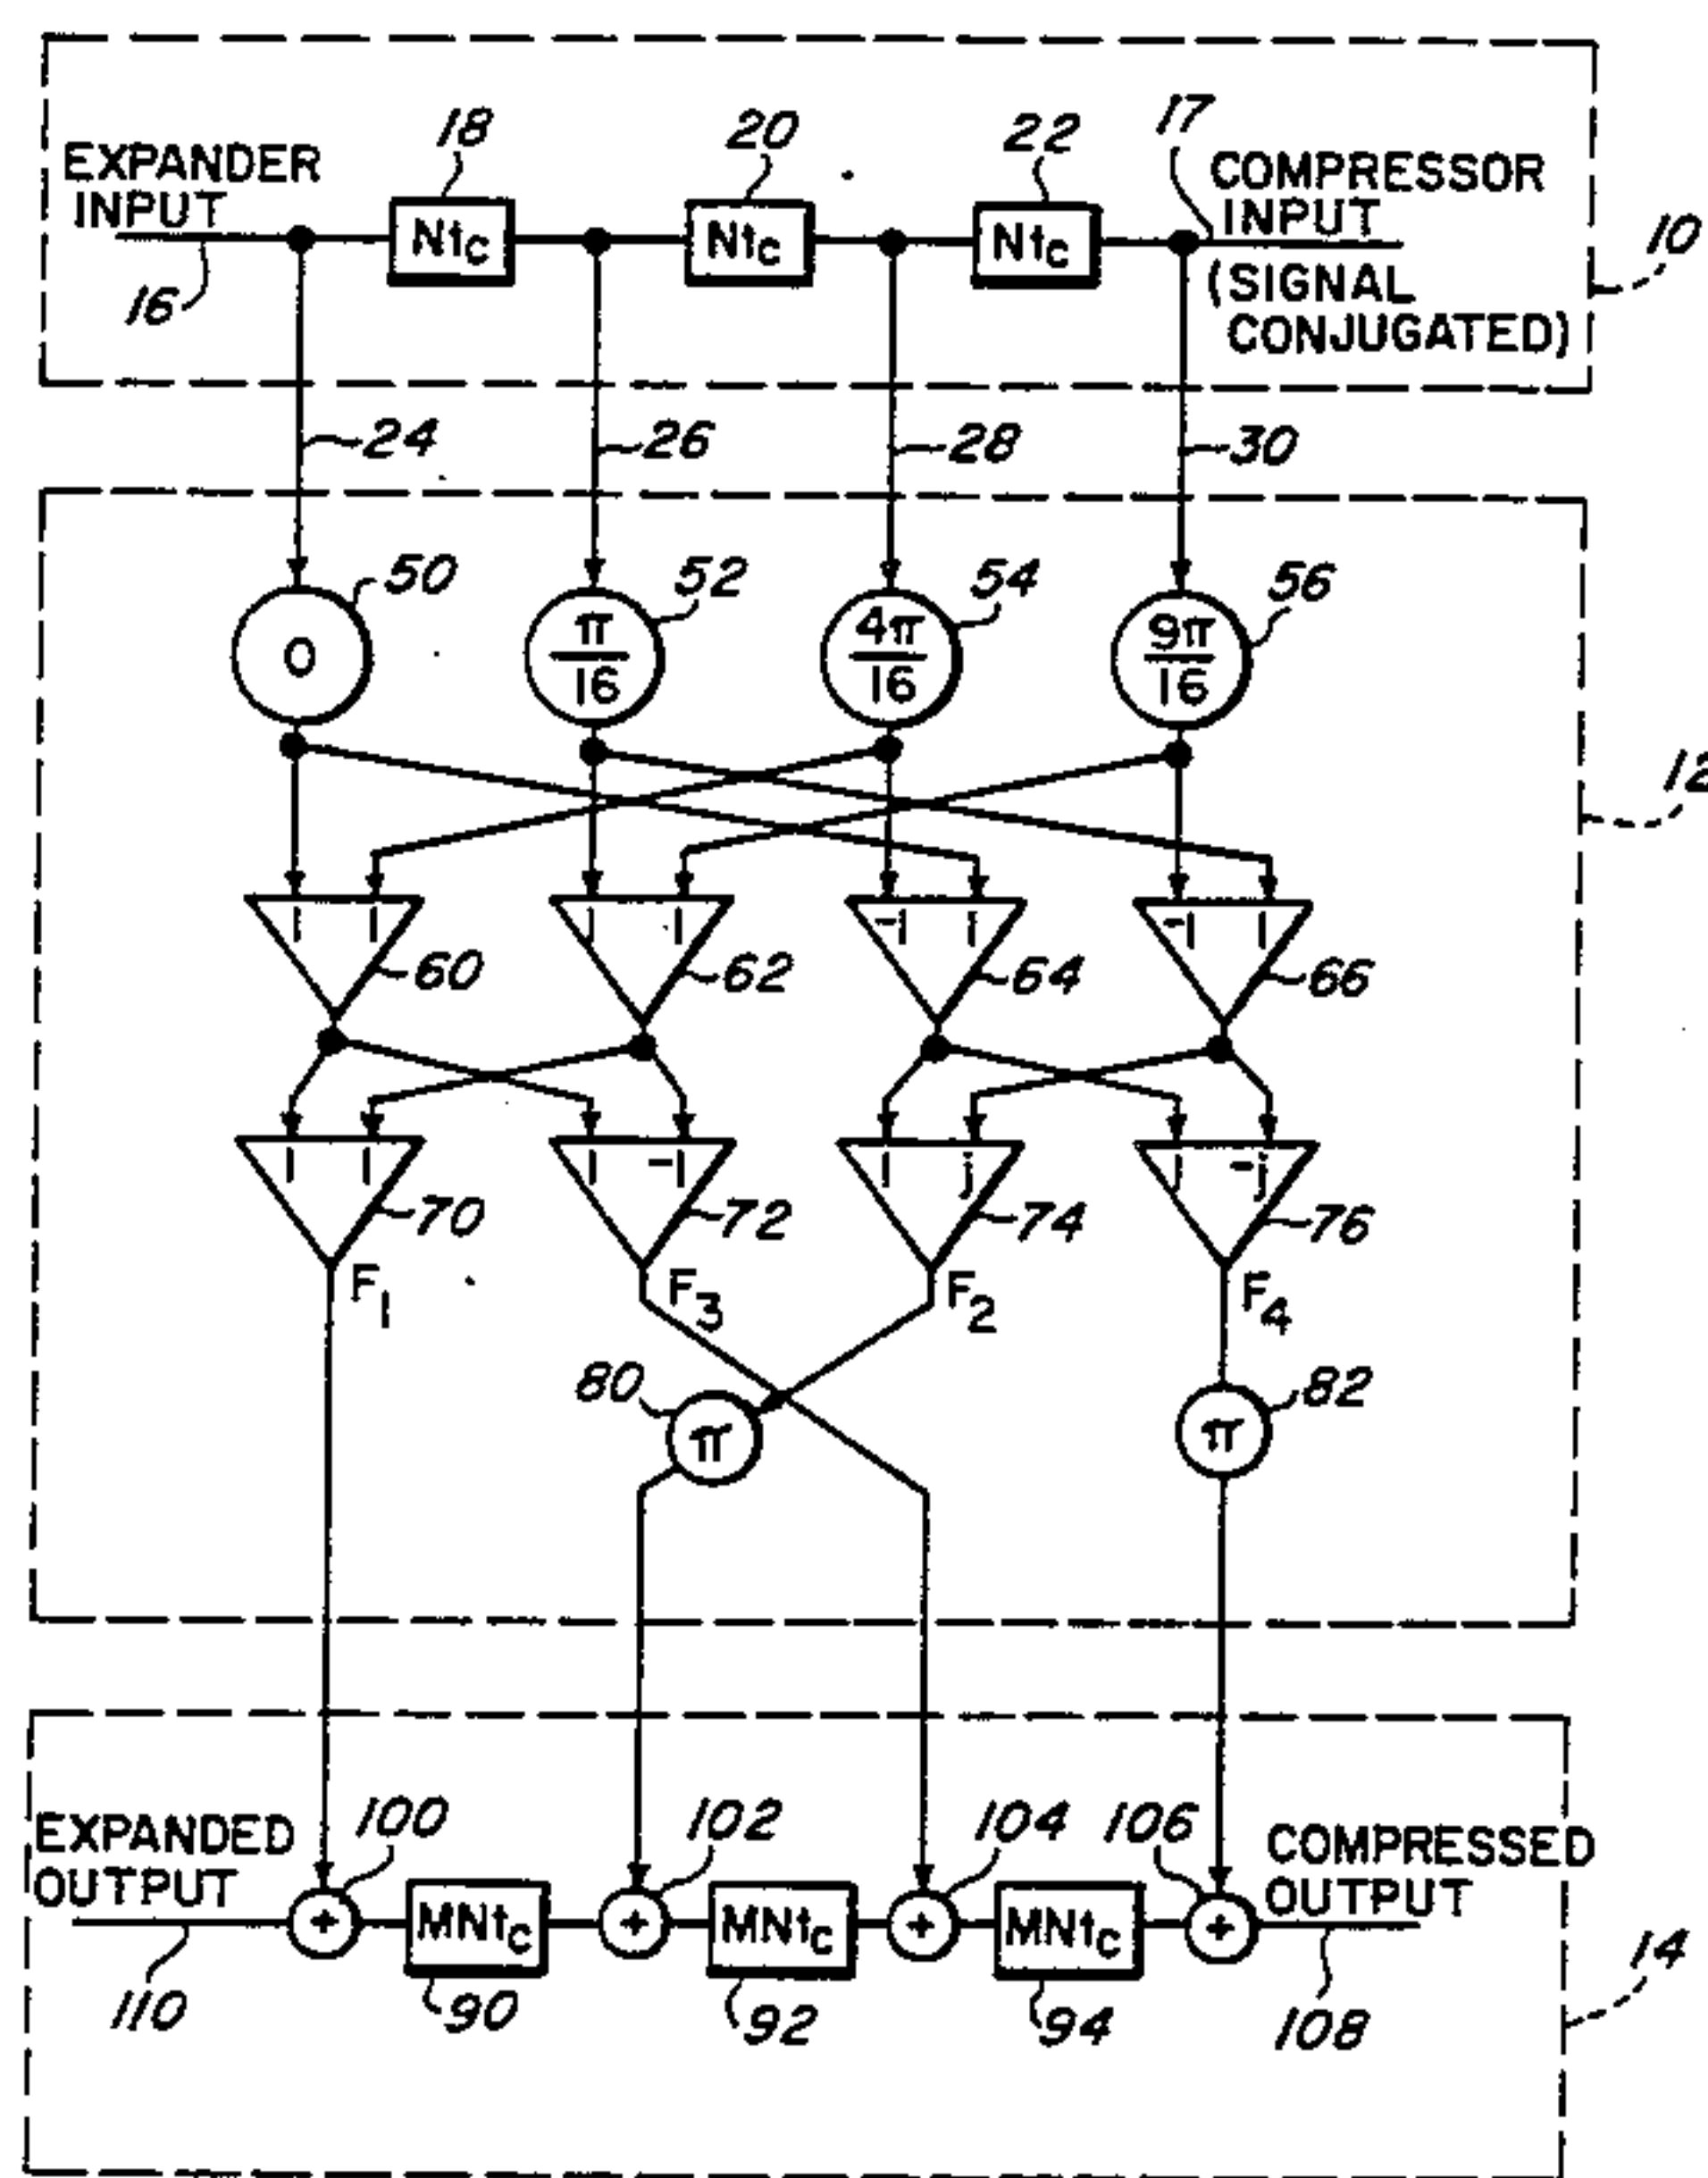 18
20
22
17
EXPANDER
INPUT
Ntc
Ntc
Ntc
COMPRESSOR
INPUT
(SIGNAL
CONJUGATED)
16
10
24
26
28
30
50
52
54
56
0
π/16
4π/16
9π/16
12
1 1
1 1
-1 1
-1 1
60
62
64
66
1 1
1 -1
1 j
1 -j
70
72
74
76
F1
F3
F2
F4
80
π
82
π
EXPANDED
OUTPUT
100
102
104
106
COMPRESSED
OUTPUT
+
MNtc
+
MNtc
+
MNtc
+
110
90
92
94
108
14